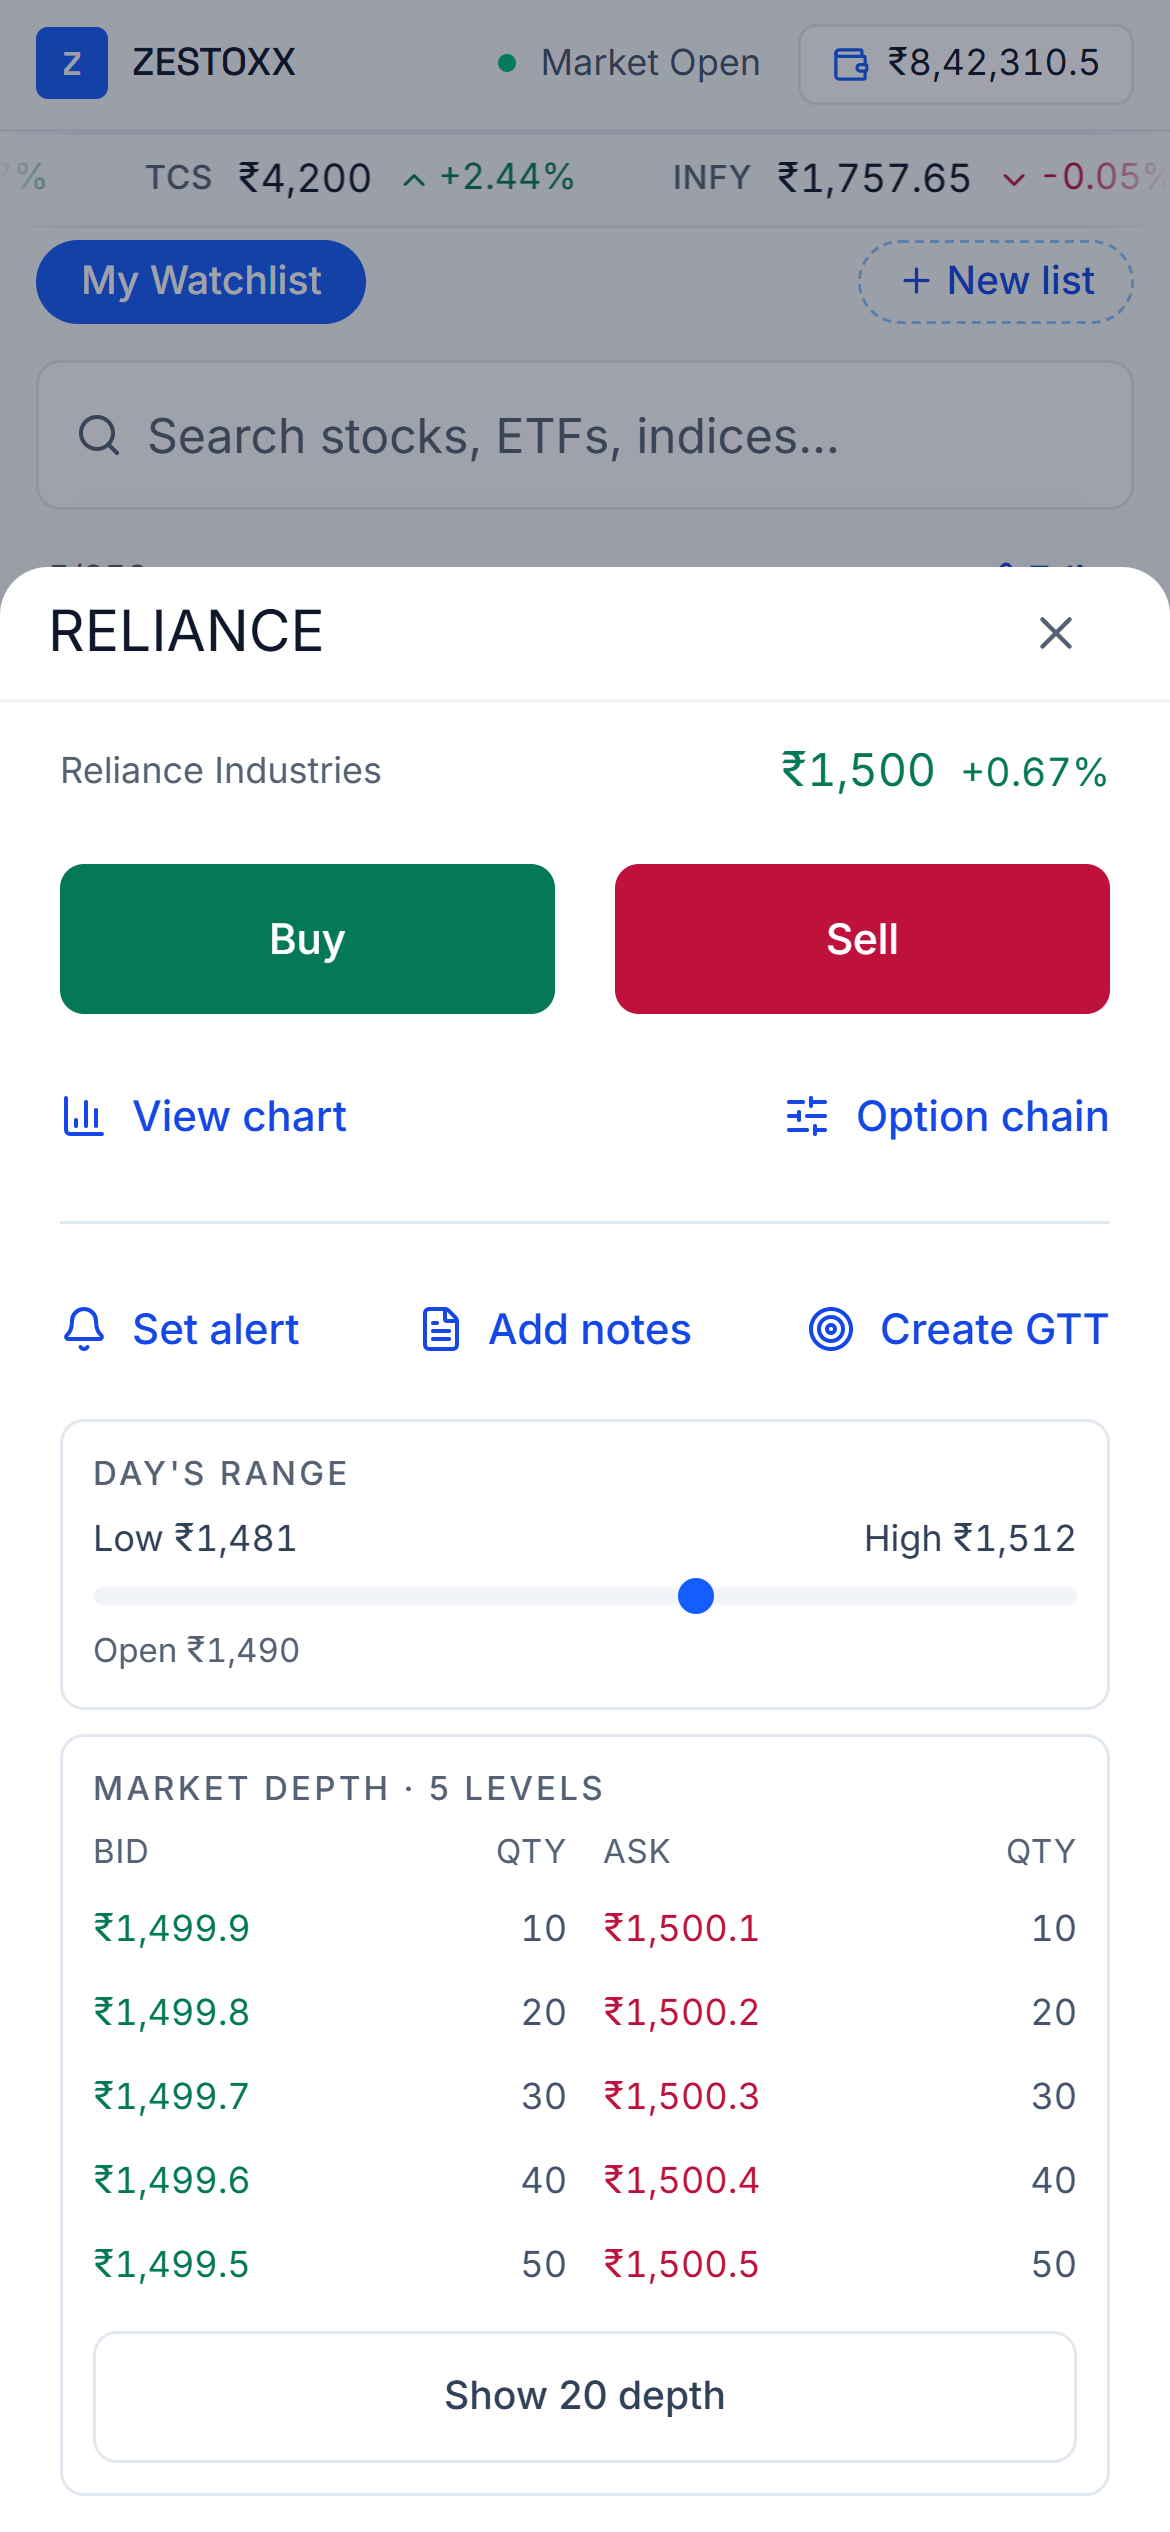 Z ZESTOXX Market Open ₹8,42,310.5
% TCS ₹4,200 +2.44% INFY ₹1,757.65 -0.05%
My Watchlist + New list
Search stocks, ETFs, indices...
RELIANCE
Reliance Industries ₹1,500 +0.67%
Buy Sell
View chart Option chain
Set alert Add notes Create GTT
DAY'S RANGE
Low ₹1,481 High ₹1,512
Open ₹1,490
MARKET DEPTH · 5 LEVELS
BID QTY ASK QTY
₹1,499.9 10 ₹1,500.1 10
₹1,499.8 20 ₹1,500.2 20
₹1,499.7 30 ₹1,500.3 30
₹1,499.6 40 ₹1,500.4 40
₹1,499.5 50 ₹1,500.5 50
Show 20 depth